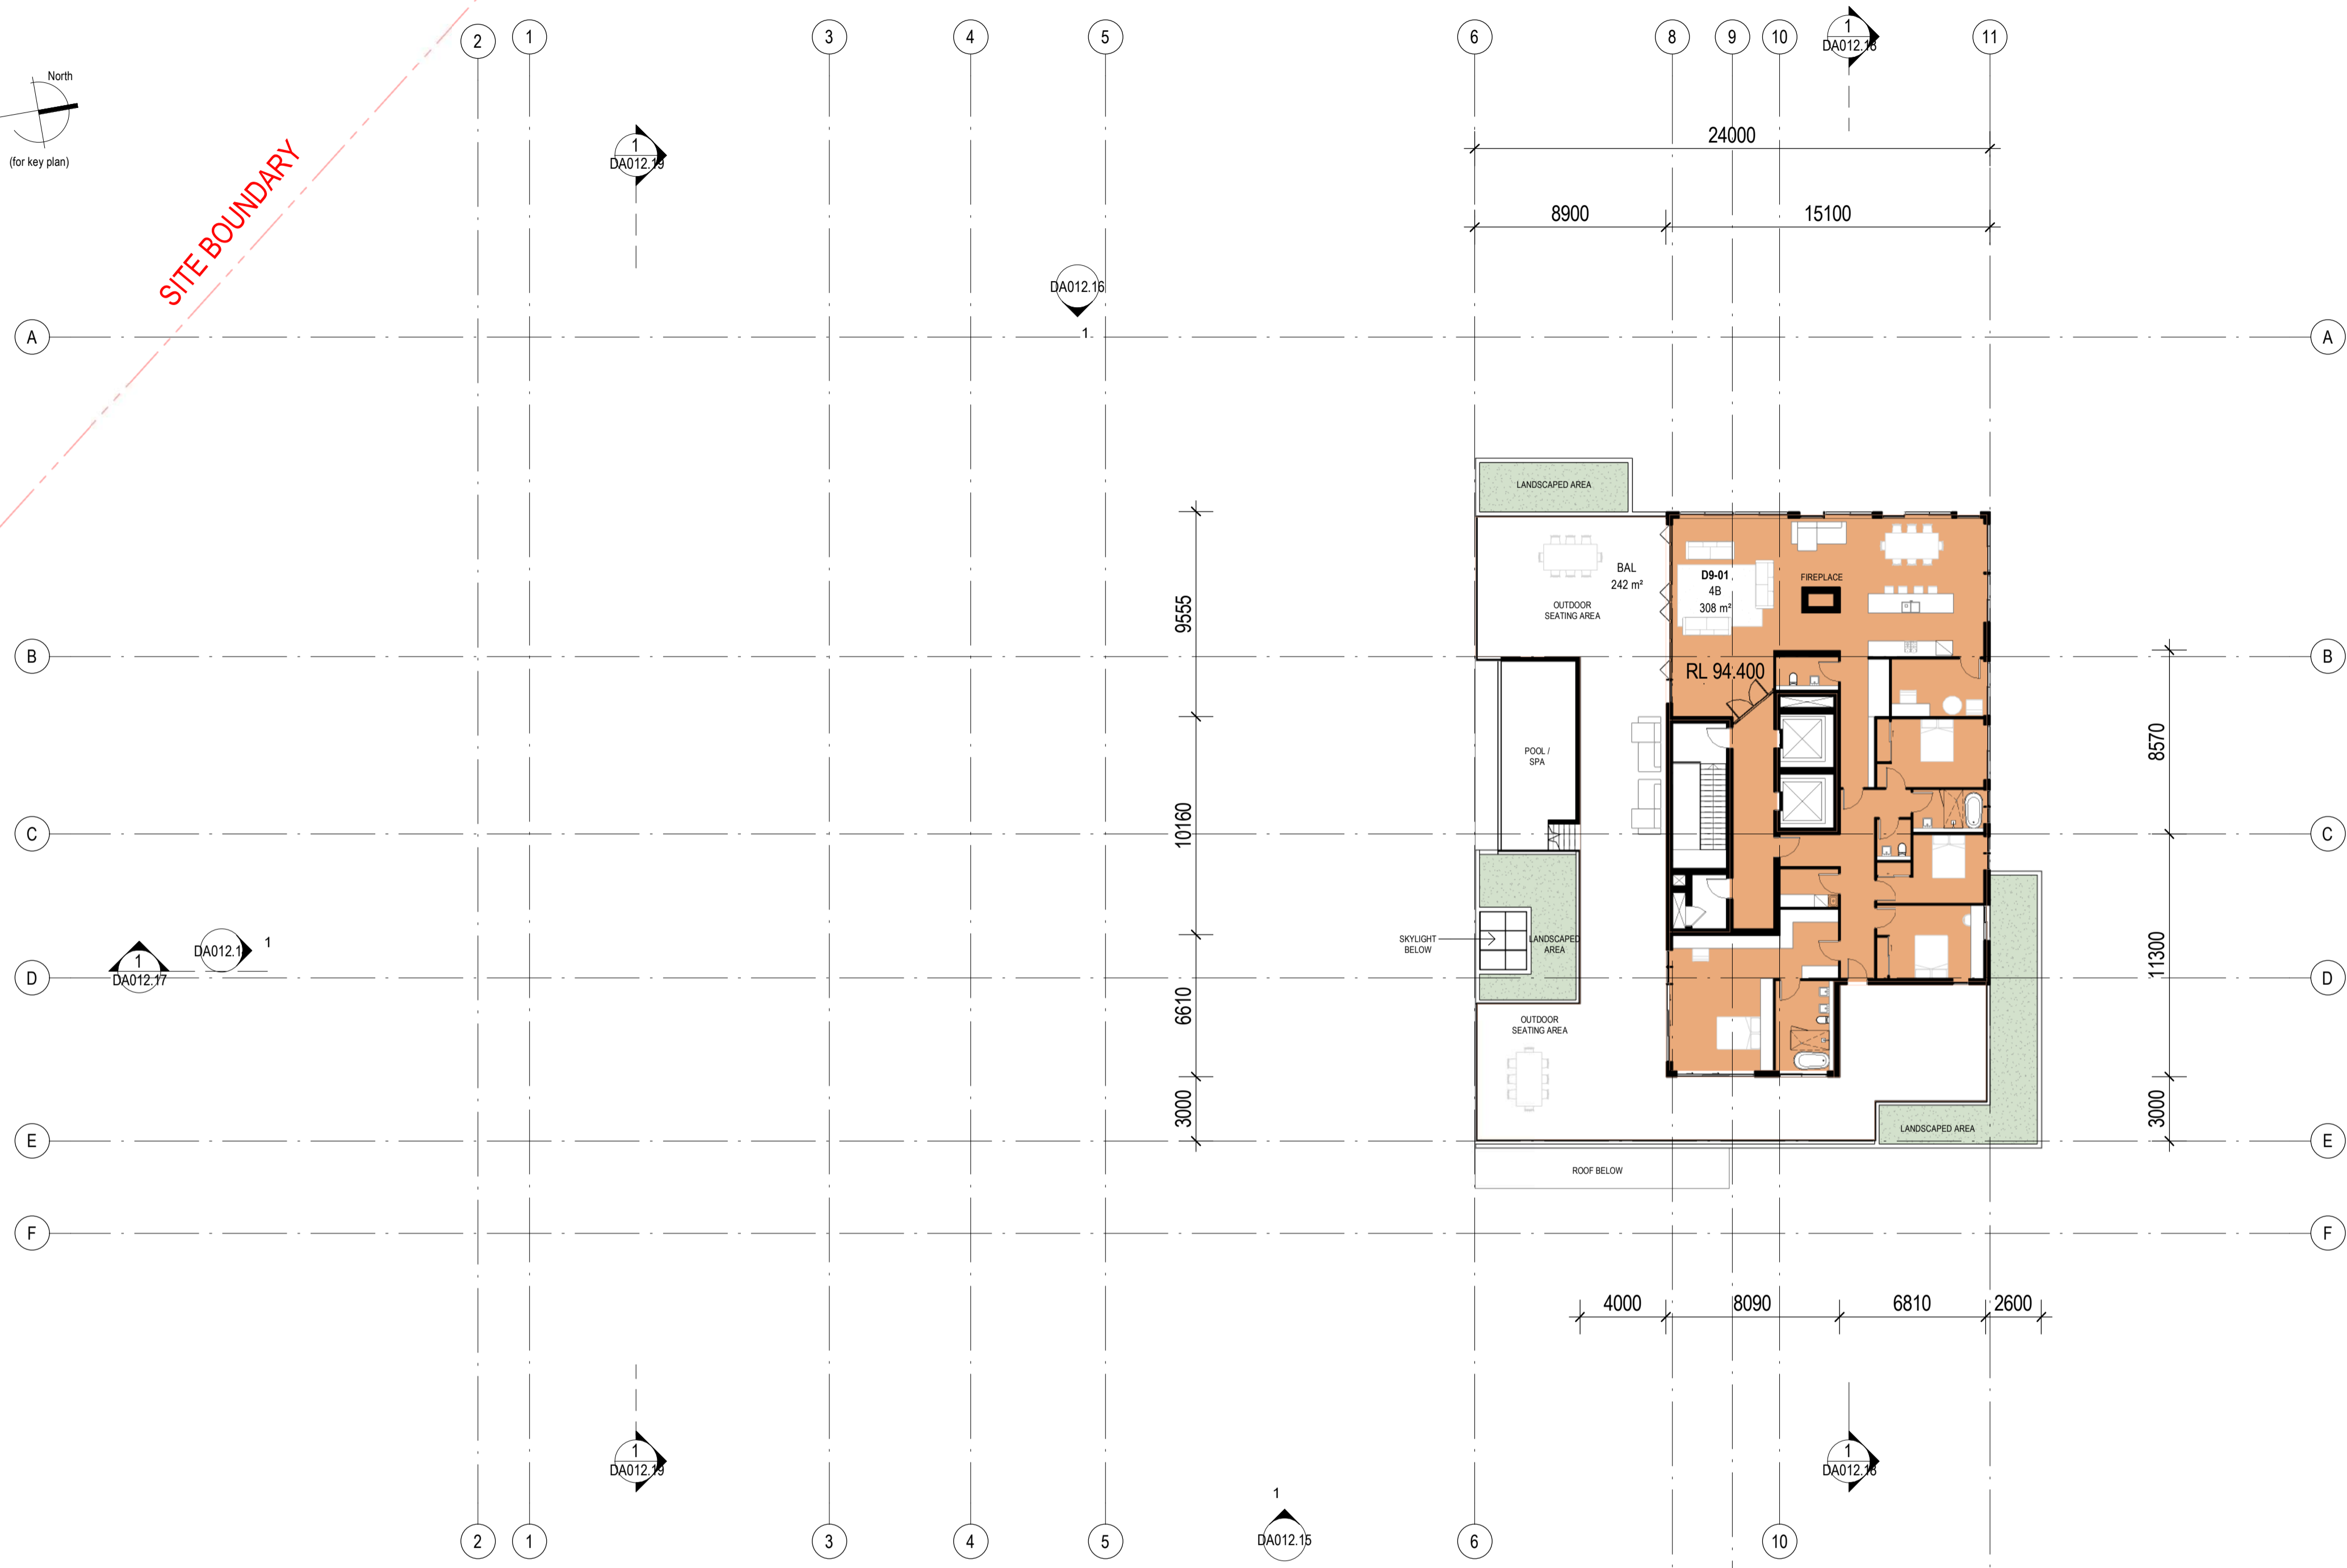 2 1 3 4 5 6 8 9 10 11
1
DA012.18
North
(for key plan)
24000
1
DA012.19
SITE BOUNDARY
8900 15100
DA012.16
1
A A
LANDSCAPED AREA
BAL
242 m²
D9-01
4B
308 m²
FIREPLACE
OUTDOOR
SEATING AREA
9555
B B
RL 94.400
8570
POOL /
SPA
10160
C C
SKYLIGHT
BELOW
LANDSCAPED
AREA
DA012.1
1
1
DA012.17
11300
D D
6610
OUTDOOR
SEATING AREA
3000
3000
LANDSCAPED AREA
E E
ROOF BELOW
F F
4000 8090 6810 2600
1
DA012.19
1
DA012.18
1
DA012.15
2 1 3 4 5 6 10